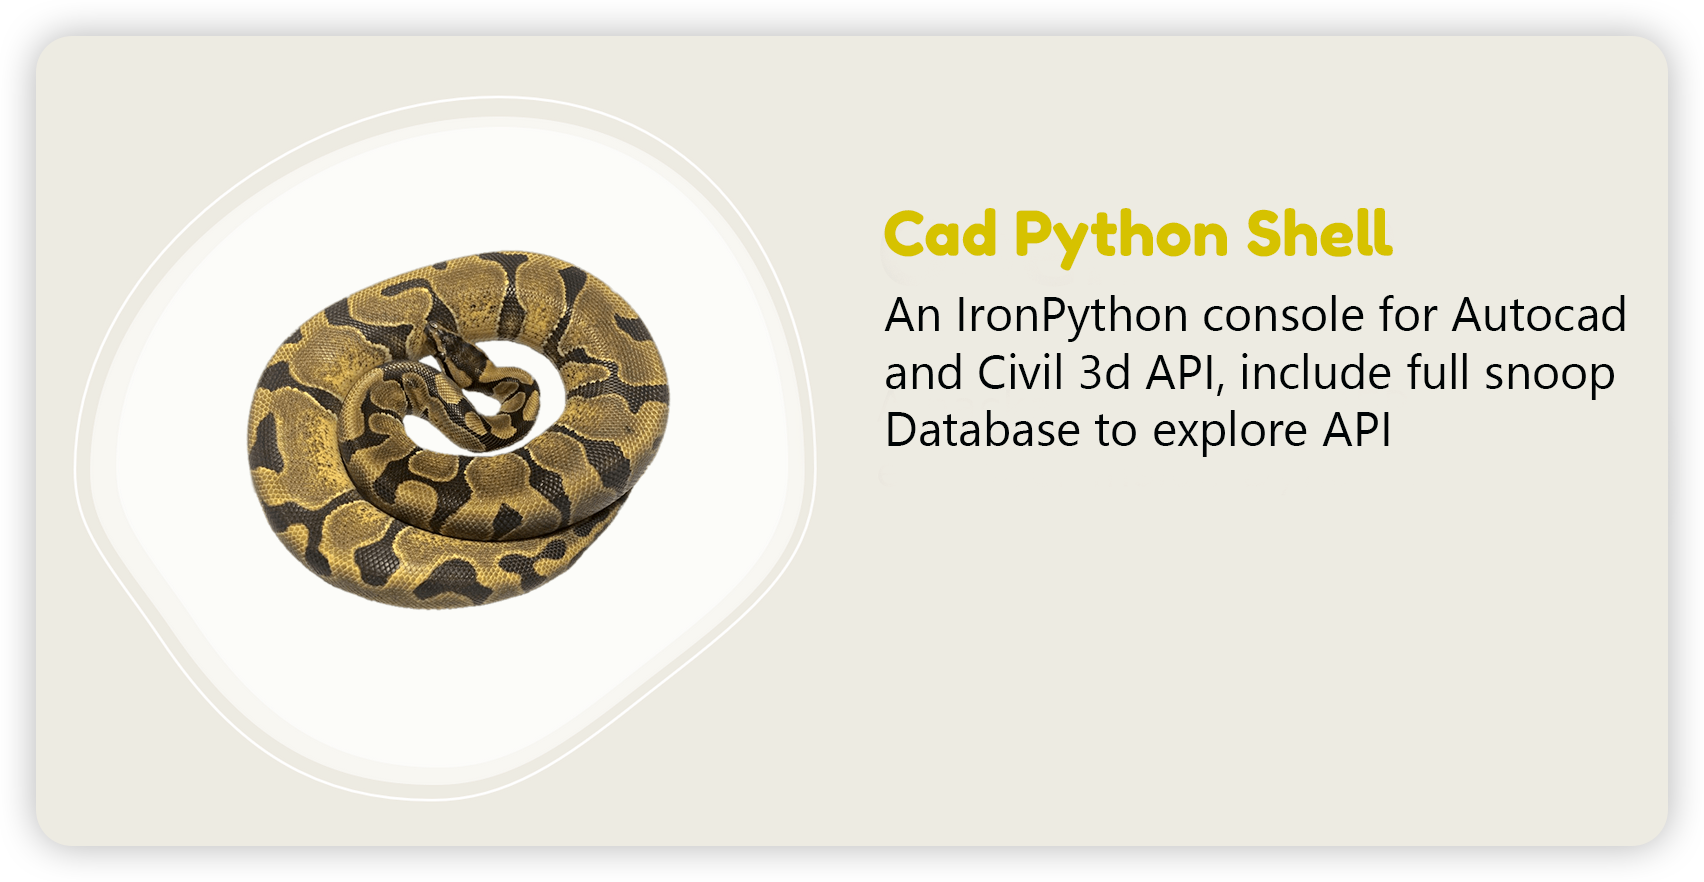 Cad Python Shell
An IronPython console for Autocad
and Civil 3d API, include full snoop
Database to explore API